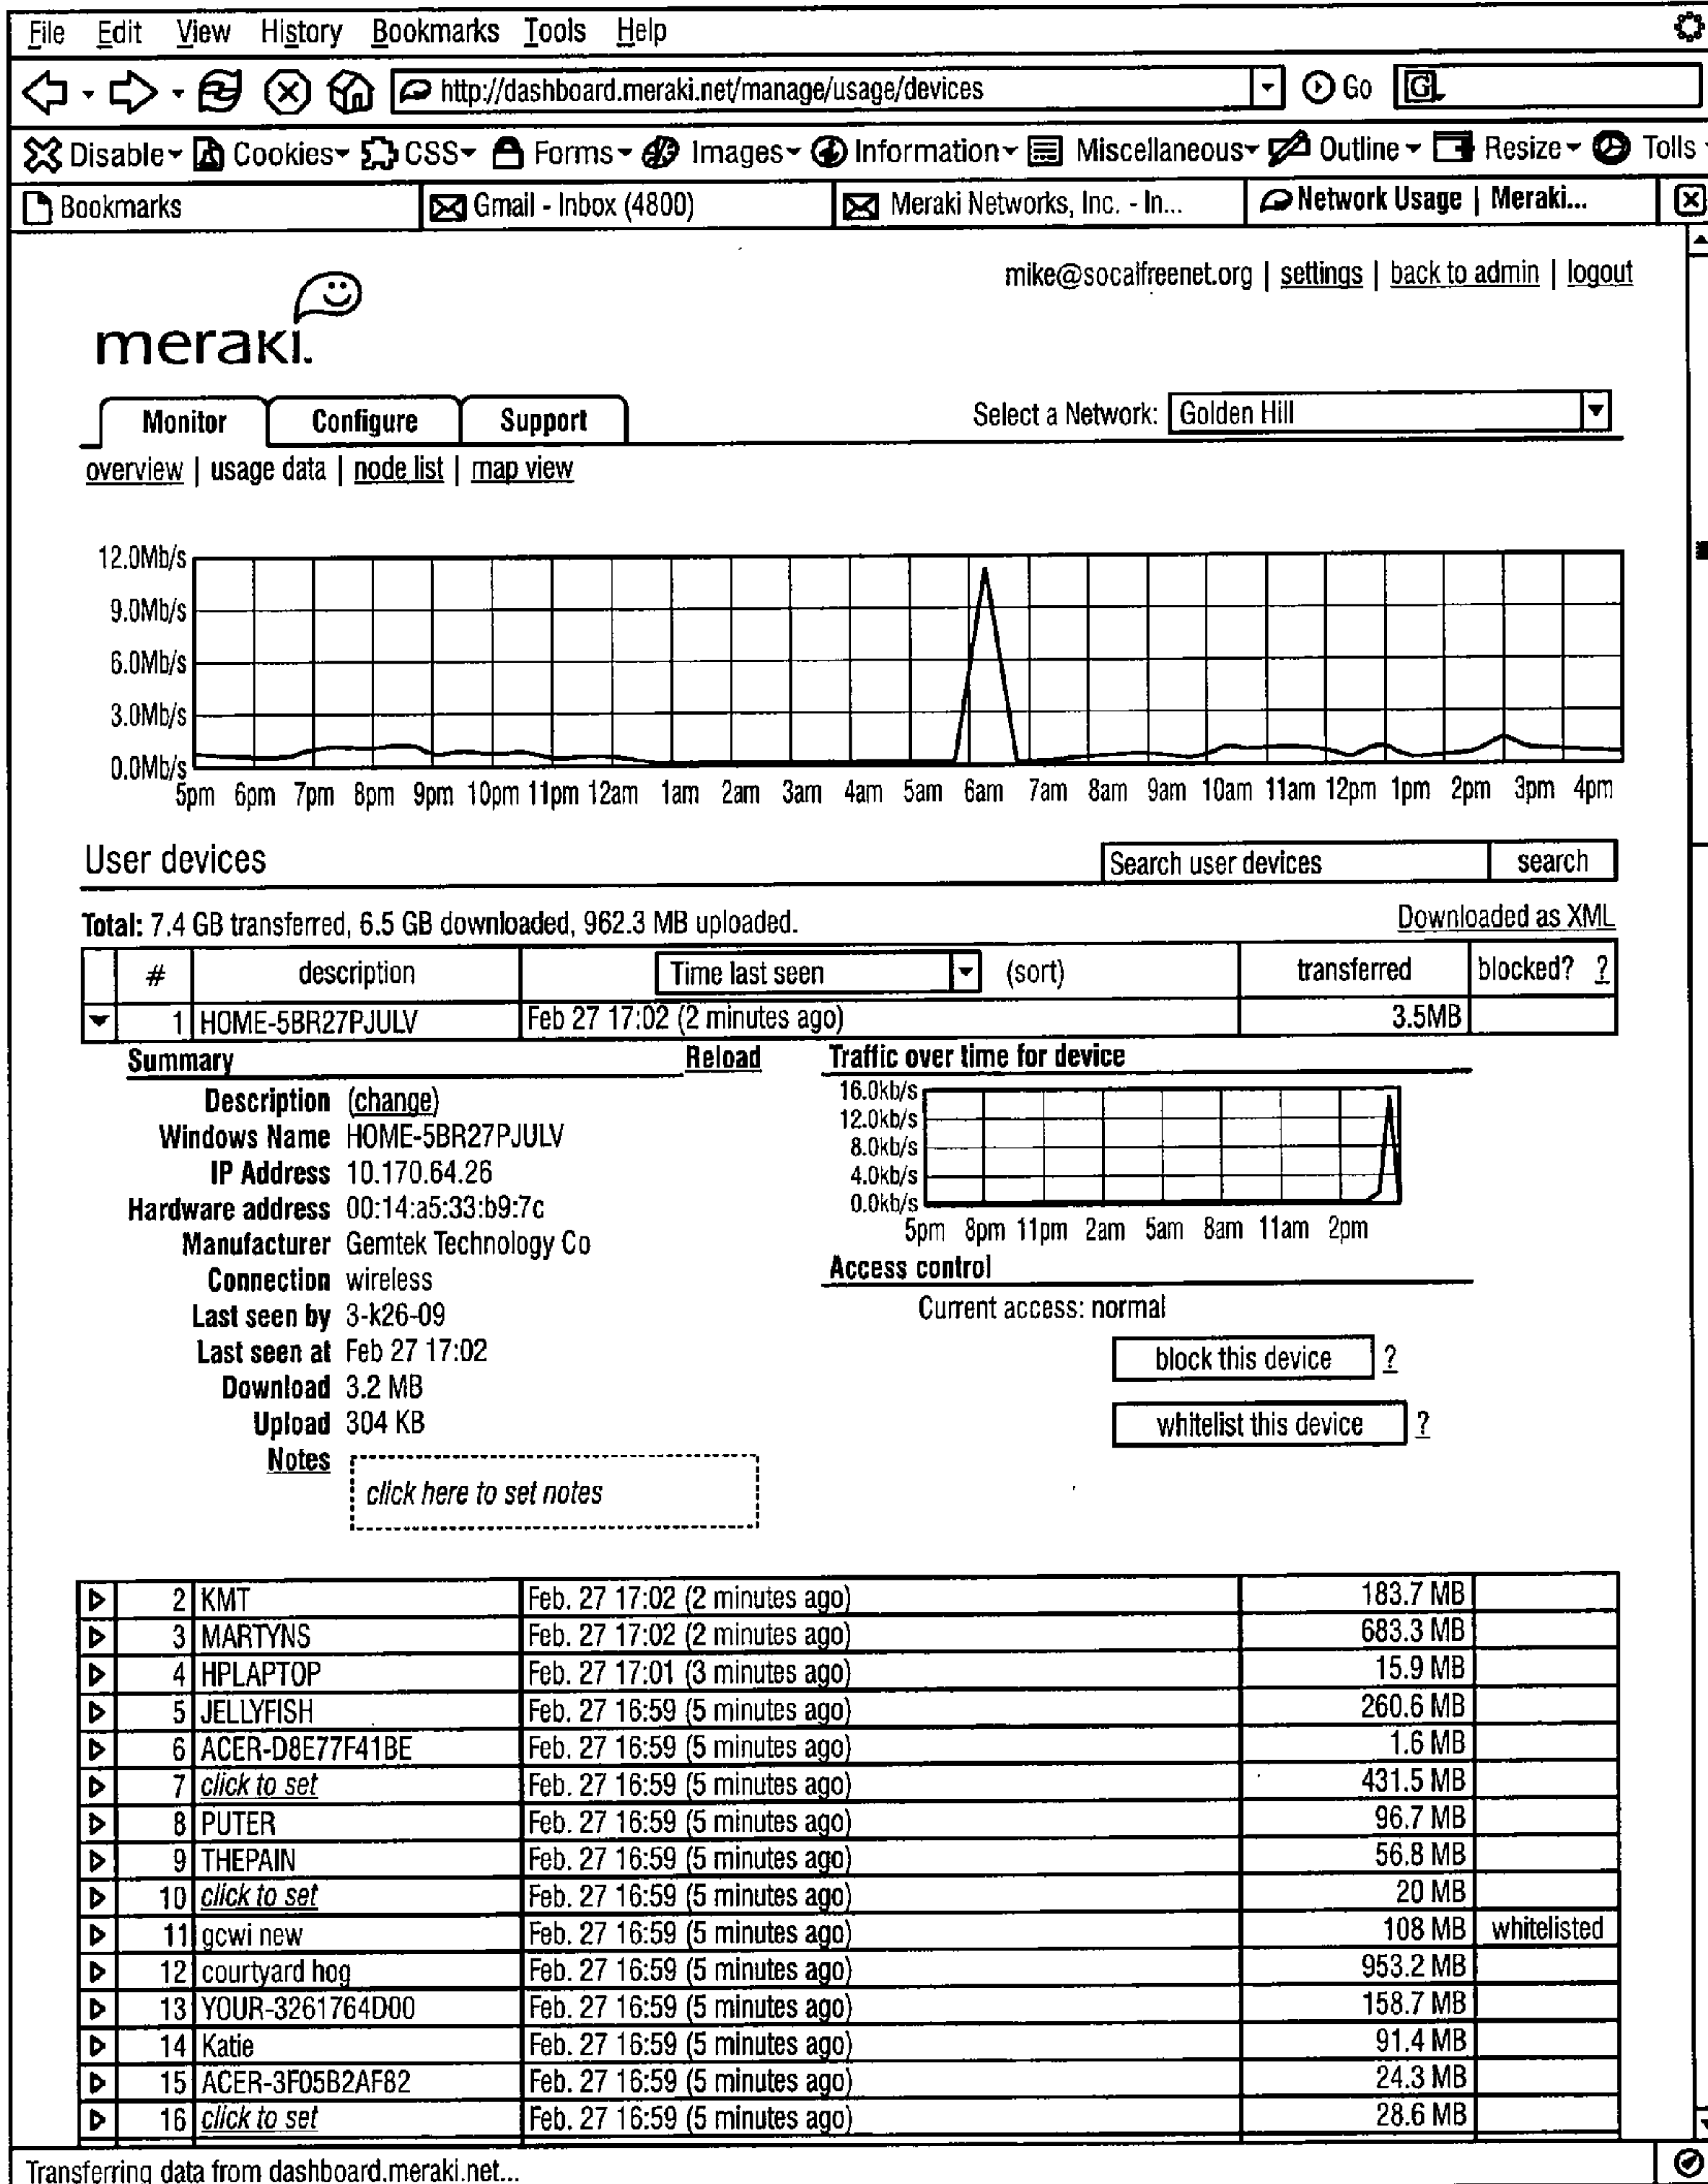 File Edit View History Bookmarks Tools Help
http://dashboard.meraki.net/manage/usage/devices Go G
Disable Cookies CSS Forms Images Information Miscellaneous Outline Resize Tolls
Bookmarks Gmail - Inbox (4800) Meraki Networks, Inc. - In... Network Usage | Meraki...
mike@socalfreenet.org | settings | back to admin | logout
meraki.
Monitor Configure Support Select a Network: Golden Hill
overview | usage data | node list | map view
12.0Mb/s
9.0Mb/s
6.0Mb/s
3.0Mb/s
0.0Mb/s
5pm 6pm 7pm 8pm 9pm 10pm 11pm 12am 1am 2am 3am 4am 5am 6am 7am 8am 9am 10am 11am 12pm 1pm 2pm 3pm 4pm
User devices Search user devices search
Total: 7.4 GB transferred, 6.5 GB downloaded, 962.3 MB uploaded. Downloaded as XML
# description Time last seen (sort) transferred blocked? ?
1 HOME-5BR27PJULV Feb 27 17:02 (2 minutes ago) 3.5MB
Summary Reload
Description (change)
Windows Name HOME-5BR27PJULV
IP Address 10.170.64.26
Hardware address 00:14:a5:33:b9:7c
Manufacturer Gemtek Technology Co
Connection wireless
Last seen by 3-k26-09
Last seen at Feb 27 17:02
Download 3.2 MB
Upload 304 KB
Notes
click here to set notes
Traffic over time for device
16.0kb/s
12.0kb/s
8.0kb/s
4.0kb/s
0.0kb/s
5pm 8pm 11pm 2am 5am 8am 11am 2pm
Access control
Current access: normal
block this device ?
whitelist this device ?
2 KMT Feb. 27 17:02 (2 minutes ago) 183.7 MB
3 MARTYNS Feb. 27 17:02 (2 minutes ago) 683.3 MB
4 HPLAPTOP Feb. 27 17:01 (3 minutes ago) 15.9 MB
5 JELLYFISH Feb. 27 16:59 (5 minutes ago) 260.6 MB
6 ACER-D8E77F41BE Feb. 27 16:59 (5 minutes ago) 1.6 MB
7 click to set Feb. 27 16:59 (5 minutes ago) 431.5 MB
8 PUTER Feb. 27 16:59 (5 minutes ago) 96.7 MB
9 THEPAIN Feb. 27 16:59 (5 minutes ago) 56.8 MB
10 click to set Feb. 27 16:59 (5 minutes ago) 20 MB
11 gcwi new Feb. 27 16:59 (5 minutes ago) 108 MB whitelisted
12 courtyard hog Feb. 27 16:59 (5 minutes ago) 953.2 MB
13 YOUR-3261764D00 Feb. 27 16:59 (5 minutes ago) 158.7 MB
14 Katie Feb. 27 16:59 (5 minutes ago) 91.4 MB
15 ACER-3F05B2AF82 Feb. 27 16:59 (5 minutes ago) 24.3 MB
16 click to set Feb. 27 16:59 (5 minutes ago) 28.6 MB
Transferring data from dashboard.meraki.net...